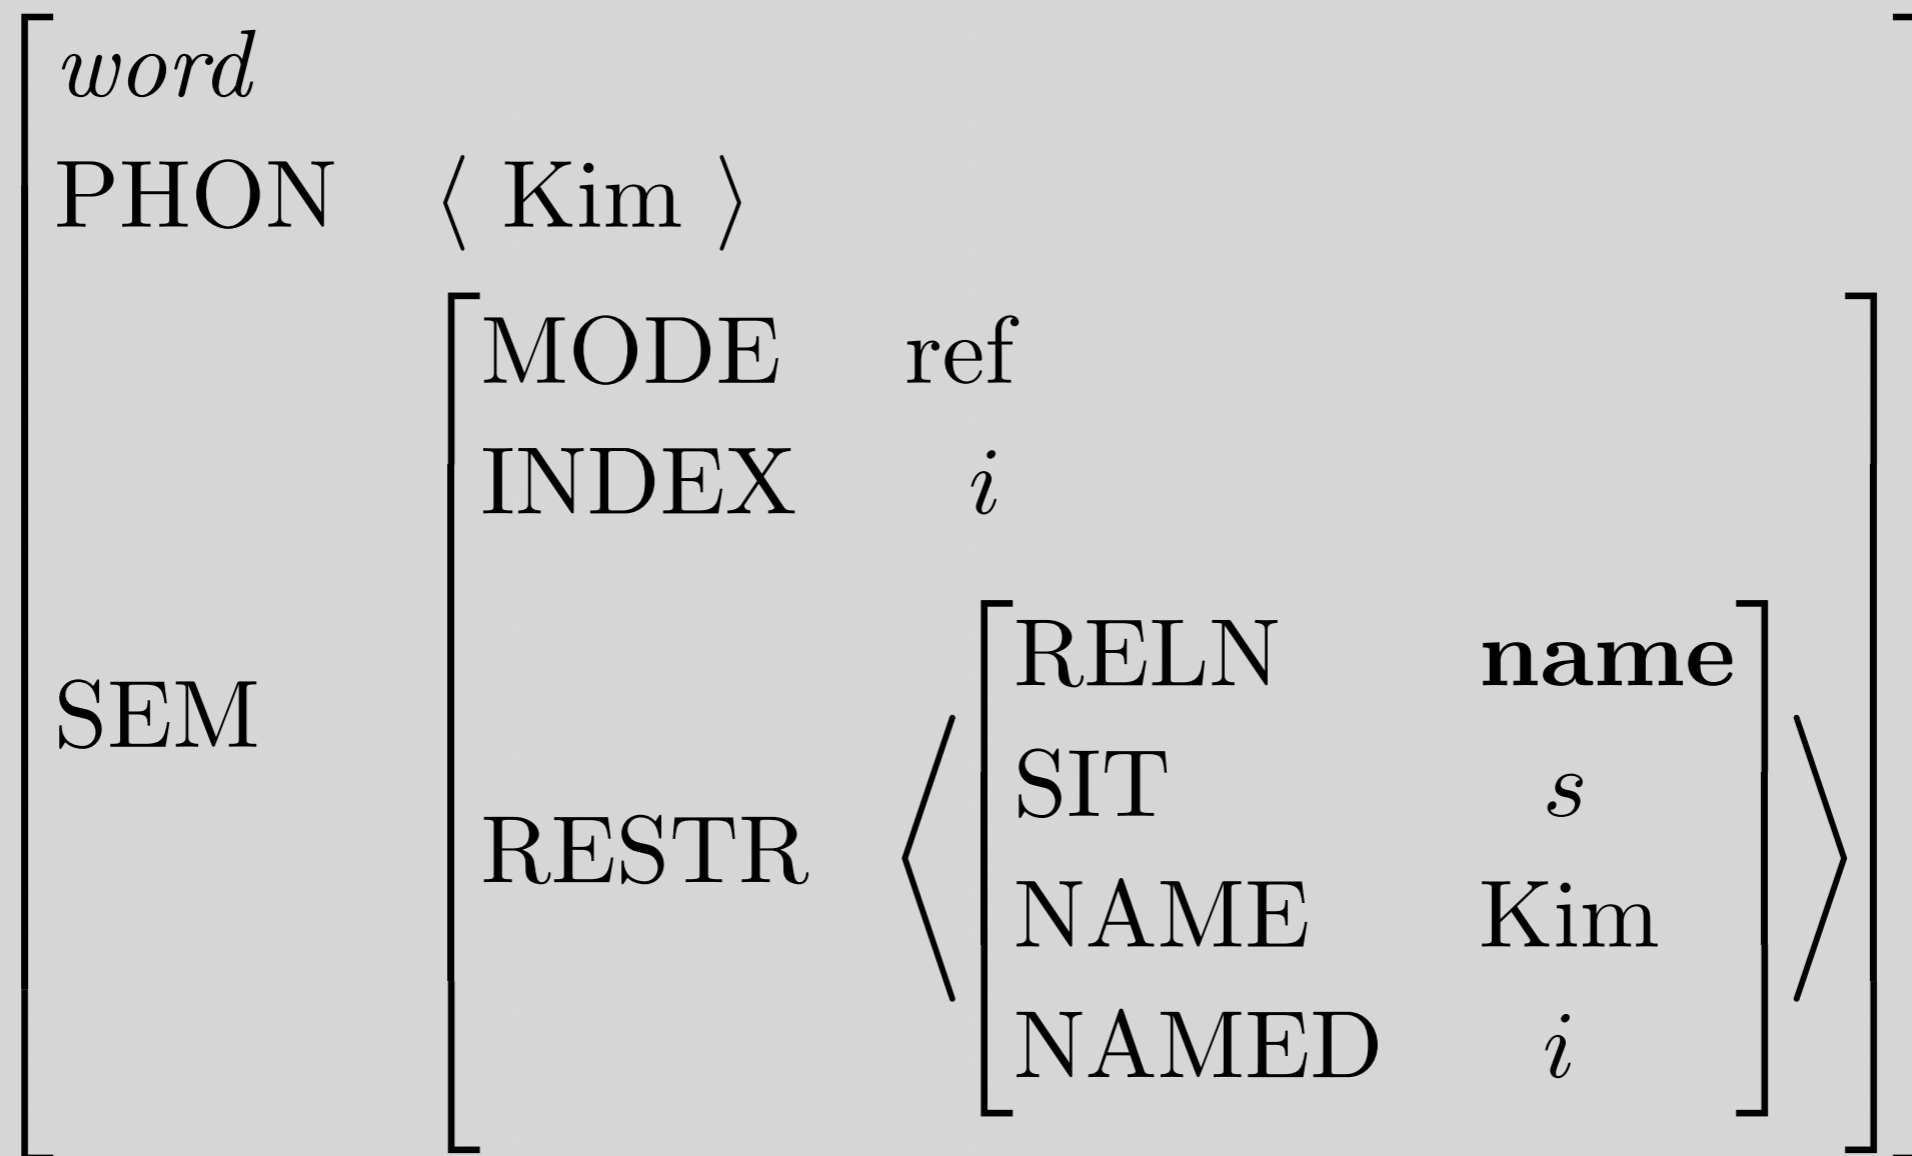 word
PHON ⟨ Kim ⟩
MODE ref
INDEX i
SEM
RELN name
SIT s
RESTR
NAME Kim
NAMED i